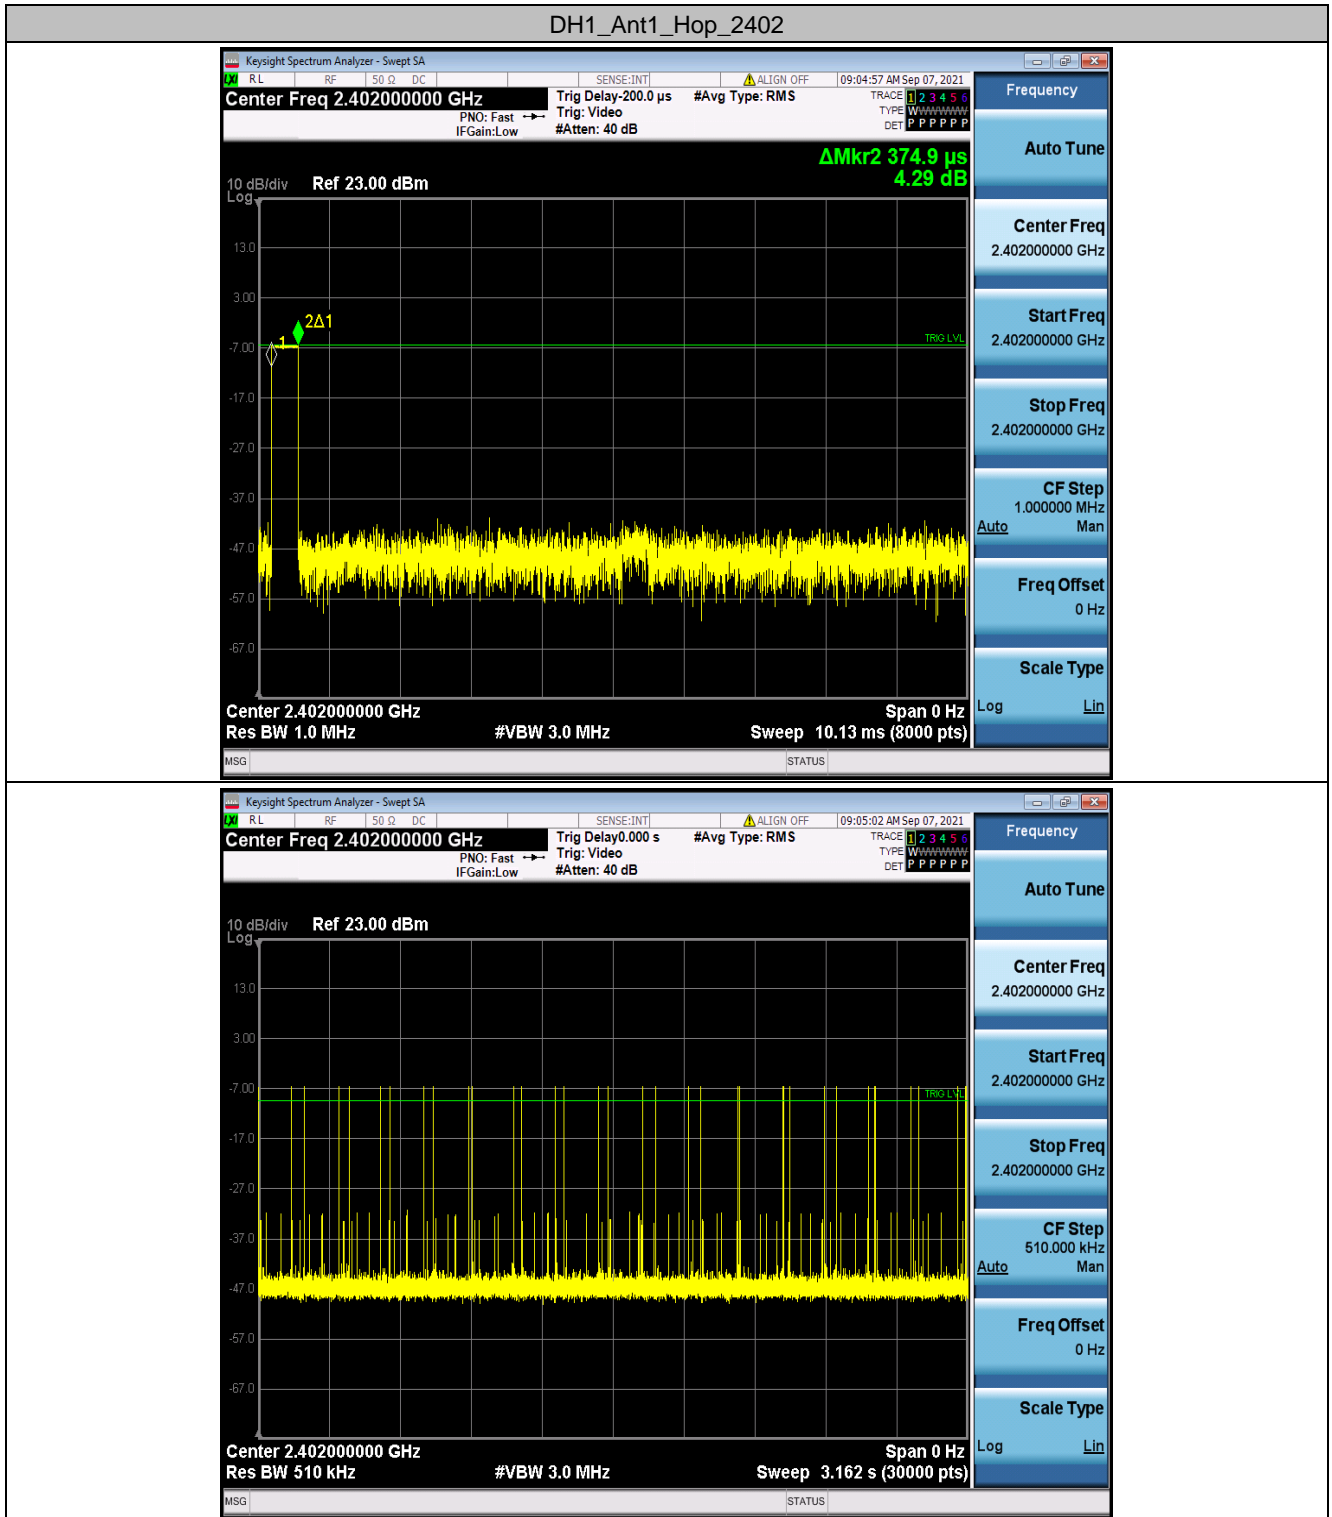 DH1_Ant1_Hop_2402
Keysight Spectrum Analyzer - Swept SA
LXI RL RF 50 Ω DC SENSE:INT ALIGN OFF 09:04:57 AM Sep 07, 2021
Center Freq 2.402000000 GHz
PNO: Fast
IFGain:Low
Trig Delay-200.0 µs
Trig: Video
#Atten: 40 dB
#Avg Type: RMS
TRACE 1 2 3 4 5 6
TYPE WWWWWW
DET P P P P P P
ΔMkr2 374.9 µs
4.29 dB
10 dB/div Ref 23.00 dBm
Log
13.0
3.00
-7.00
-17.0
-27.0
-37.0
-47.0
-57.0
-67.0
1
2Δ1
TRIG LVL
Center 2.402000000 GHz Span 0 Hz
Res BW 1.0 MHz #VBW 3.0 MHz Sweep 10.13 ms (8000 pts)
MSG STATUS
Frequency
Auto Tune
Center Freq
2.402000000 GHz
Start Freq
2.402000000 GHz
Stop Freq
2.402000000 GHz
CF Step
1.000000 MHz
Auto Man
Freq Offset
0 Hz
Scale Type
Log Lin
Keysight Spectrum Analyzer - Swept SA
LXI RL RF 50 Ω DC SENSE:INT ALIGN OFF 09:05:02 AM Sep 07, 2021
Center Freq 2.402000000 GHz
PNO: Fast
IFGain:Low
Trig Delay0.000 s
Trig: Video
#Atten: 40 dB
#Avg Type: RMS
TRACE 1 2 3 4 5 6
TYPE WWWWWW
DET P P P P P P
10 dB/div Ref 23.00 dBm
Log
13.0
3.00
-7.00
-17.0
-27.0
-37.0
-47.0
-57.0
-67.0
TRIG LVL
Center 2.402000000 GHz Span 0 Hz
Res BW 510 kHz #VBW 3.0 MHz Sweep 3.162 s (30000 pts)
MSG STATUS
Frequency
Auto Tune
Center Freq
2.402000000 GHz
Start Freq
2.402000000 GHz
Stop Freq
2.402000000 GHz
CF Step
510.000 kHz
Auto Man
Freq Offset
0 Hz
Scale Type
Log Lin